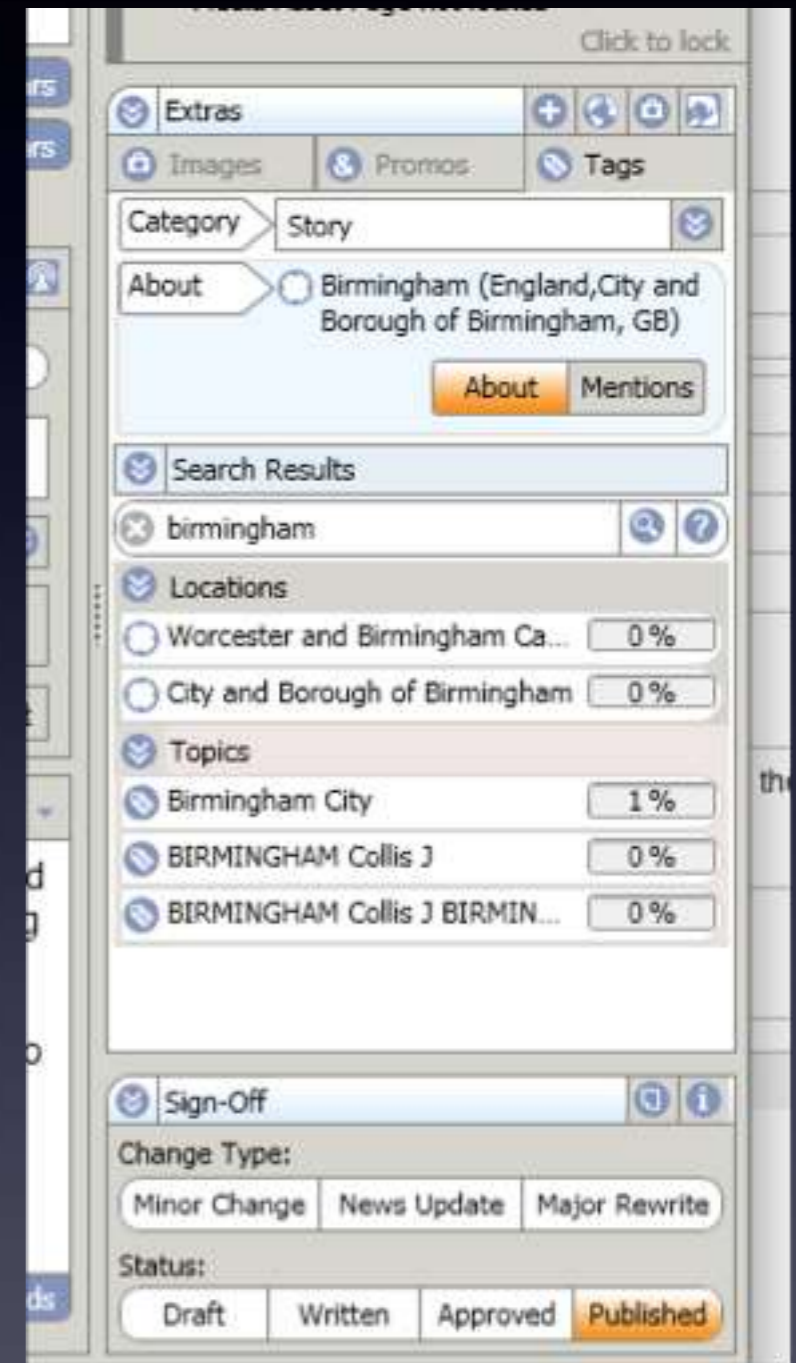 Click to lock
Extras
Images
Promos
Tags
Category
Story
About
Birmingham (England,City and
Borough of Birmingham, GB)
About
Mentions
Search Results
birmingham
Locations
Worcester and Birmingham Ca... 0 %
City and Borough of Birmingham 0 %
Topics
Birmingham City 1 %
BIRMINGHAM Collis J 0 %
BIRMINGHAM Collis J BIRMIN... 0 %
Sign-Off
Change Type:
Minor Change
News Update
Major Rewrite
Status:
Draft
Written
Approved
Published